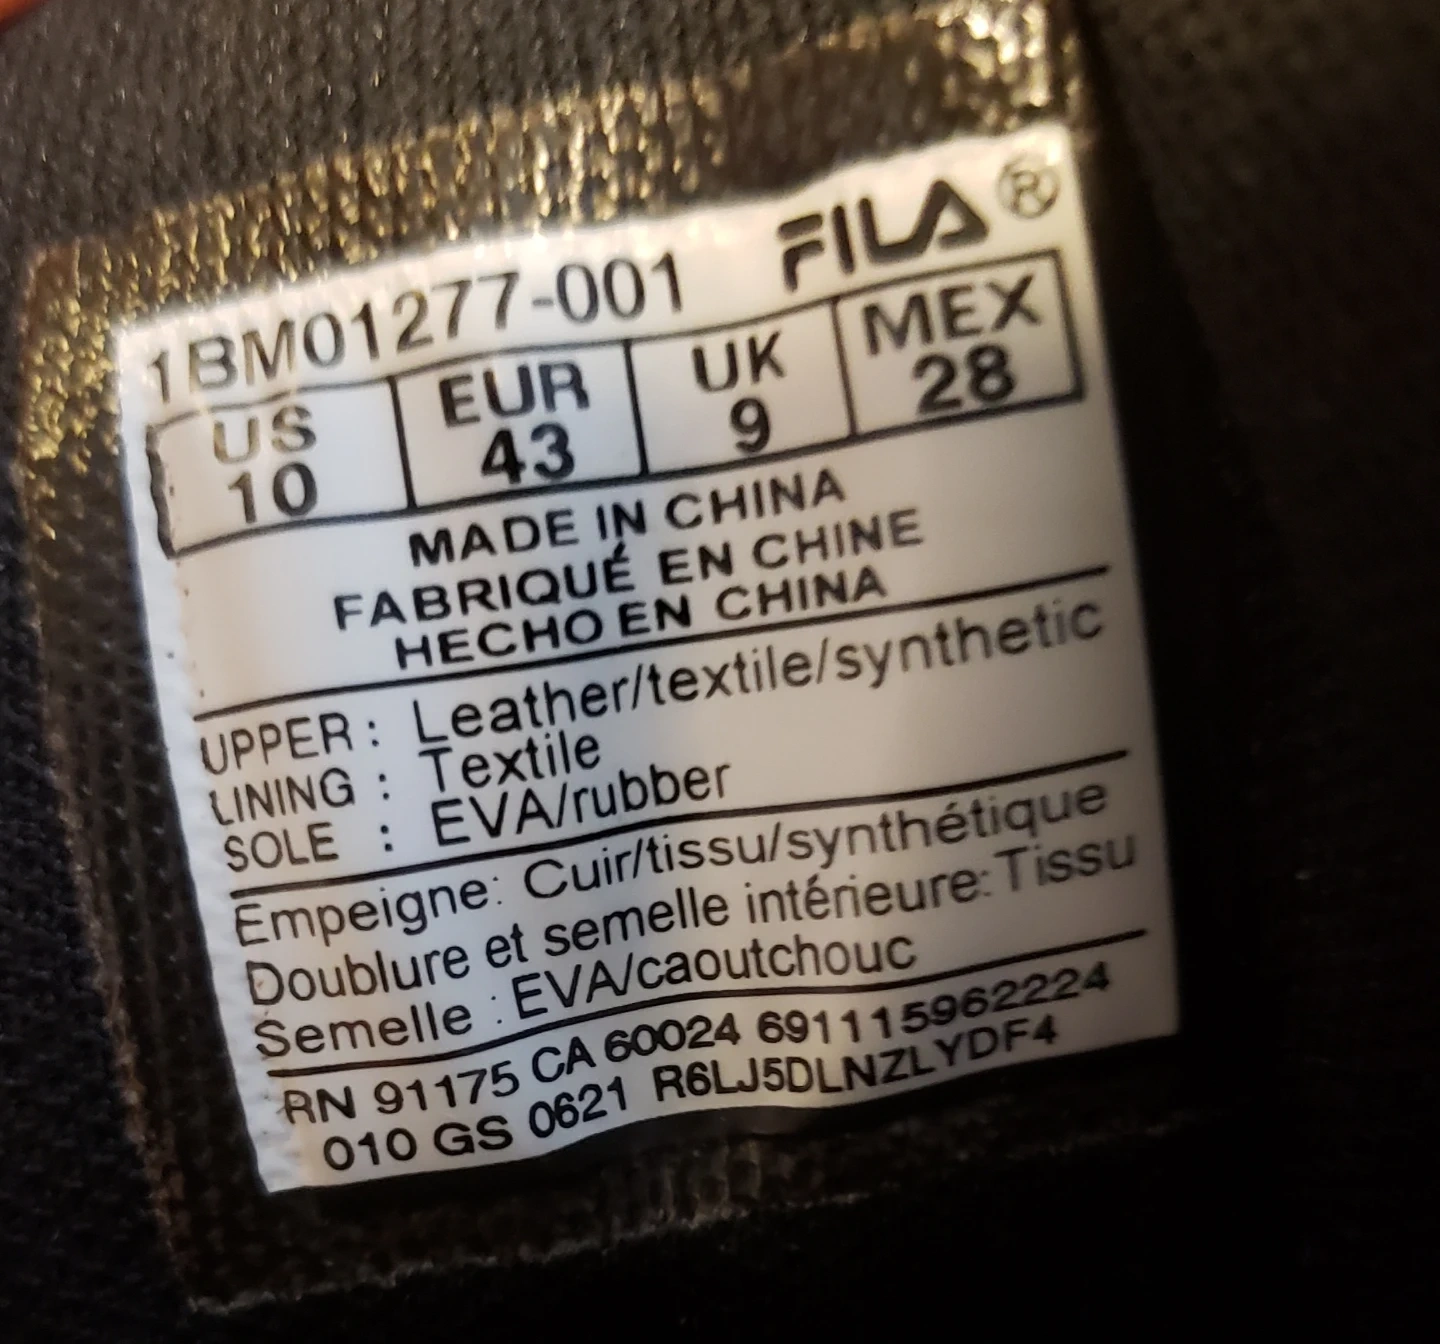 FILA®
1BM01277-001
US EUR UK MEX
10 43 9 28
MADE IN CHINA
FABRIQUÉ EN CHINE
HECHO EN CHINA
UPPER : Leather/textile/synthetic
LINING : Textile
SOLE : EVA/rubber
Empeigne: Cuir/tissu/synthétique
Doublure et semelle intérieure: Tissu
Semelle : EVA/caoutchouc
RN 91175 CA 60024 691115962224
010 GS 0621 R6LJ5DLNZLYDF4